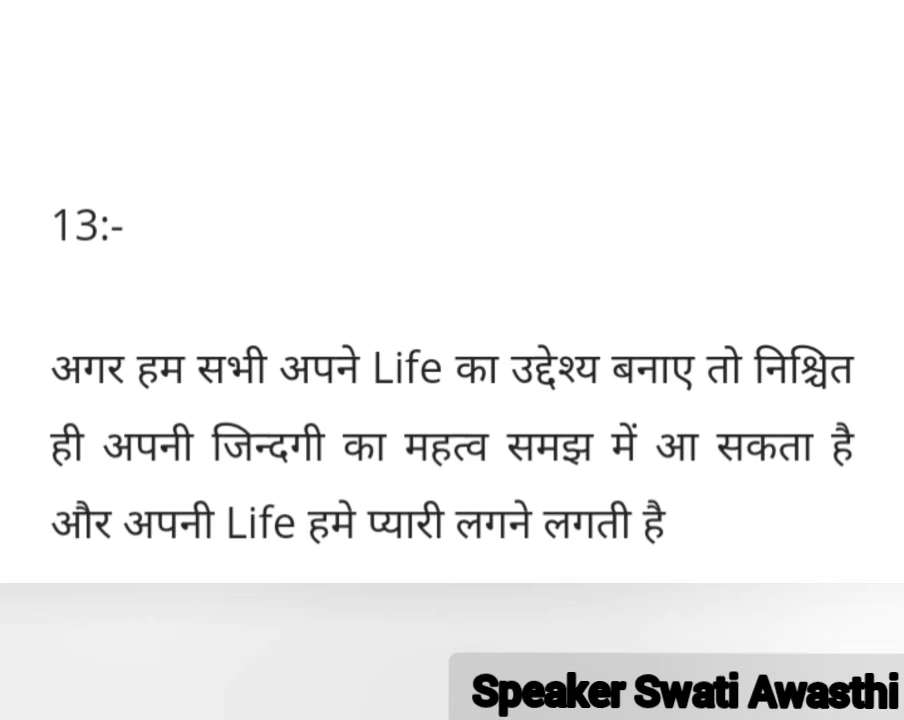 13:-
अगर हम सभी अपने Life का उद्देश्य बनाए तो निश्चित
ही अपनी जिन्दगी का महत्व समझ में आ सकता है
और अपनी Life हमे प्यारी लगने लगती है
Speaker Swati Awasthi